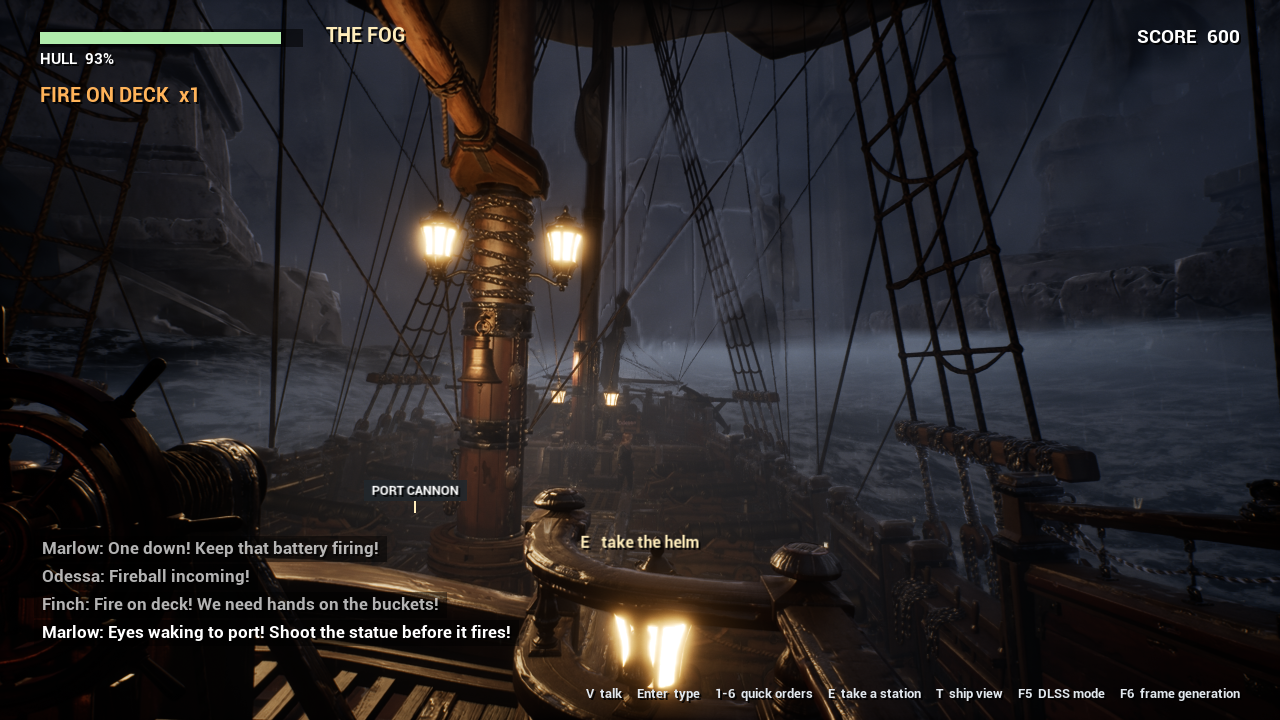 THE FOG
SCORE 600
HULL 93%
FIRE ON DECK x1
PORT CANNON
E take the helm
Marlow: One down! Keep that battery firing!
Odessa: Fireball incoming!
Finch: Fire on deck! We need hands on the buckets!
Marlow: Eyes waking to port! Shoot the statue before it fires!
V talk Enter type 1-6 quick orders E take a station T ship view F5 DLSS mode F6 frame generation